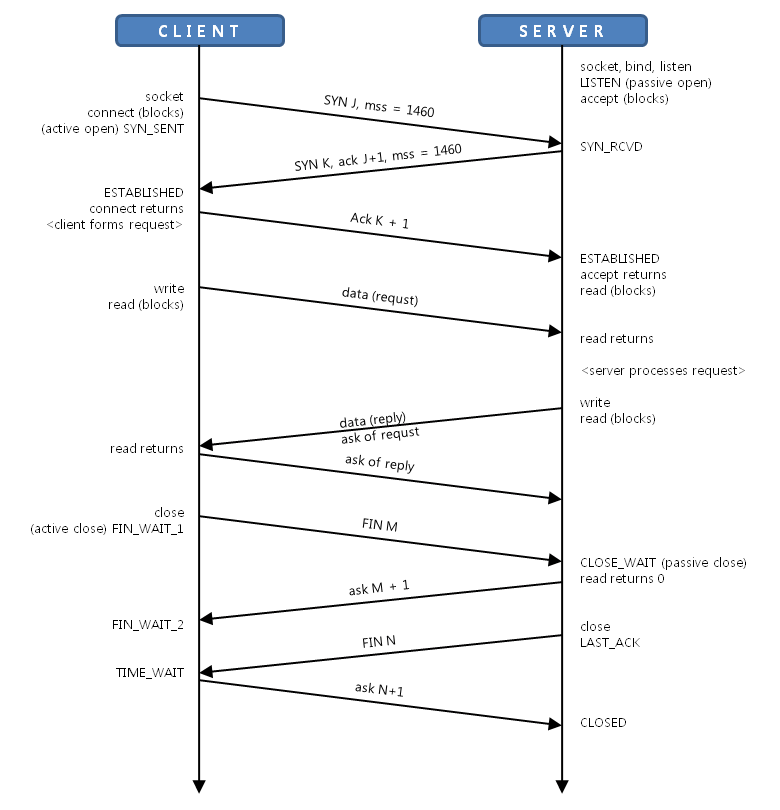 CLIENT
SERVER
socket, bind, listen
LISTEN (passive open)
accept (blocks)
socket
connect (blocks)
(active open) SYN_SENT
SYN J, mss = 1460
SYN_RCVD
SYN K, ack J+1, mss = 1460
ESTABLISHED
connect returns
<client forms request>
Ack K + 1
ESTABLISHED
accept returns
read (blocks)
write
read (blocks)
data (requst)
read returns
<server processes request>
write
read (blocks)
data (reply)
ask of requst
read returns
ask of reply
close
(active close) FIN_WAIT_1
FIN M
CLOSE_WAIT (passive close)
read returns 0
ask M + 1
FIN_WAIT_2
close
LAST_ACK
FIN N
TIME_WAIT
ask N+1
CLOSED